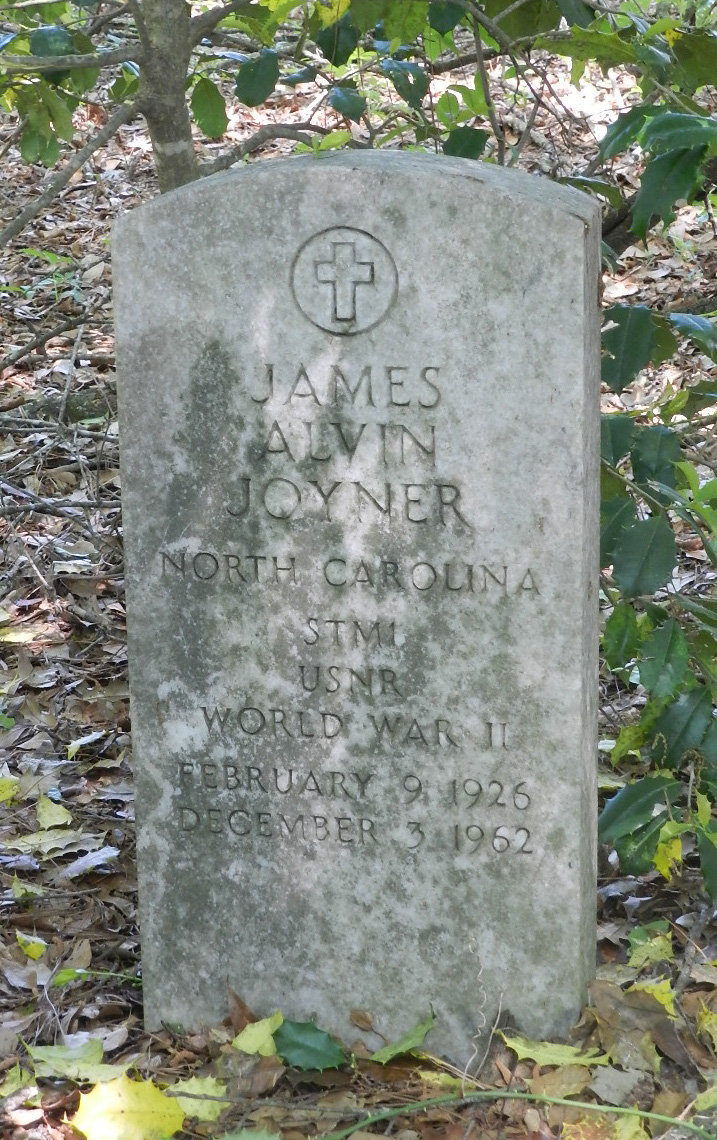 JAMES
ALVIN
JOYNER
NORTH CAROLINA
STM1
USNR
WORLD WAR II
FEBRUARY 9 1926
DECEMBER 3 1962